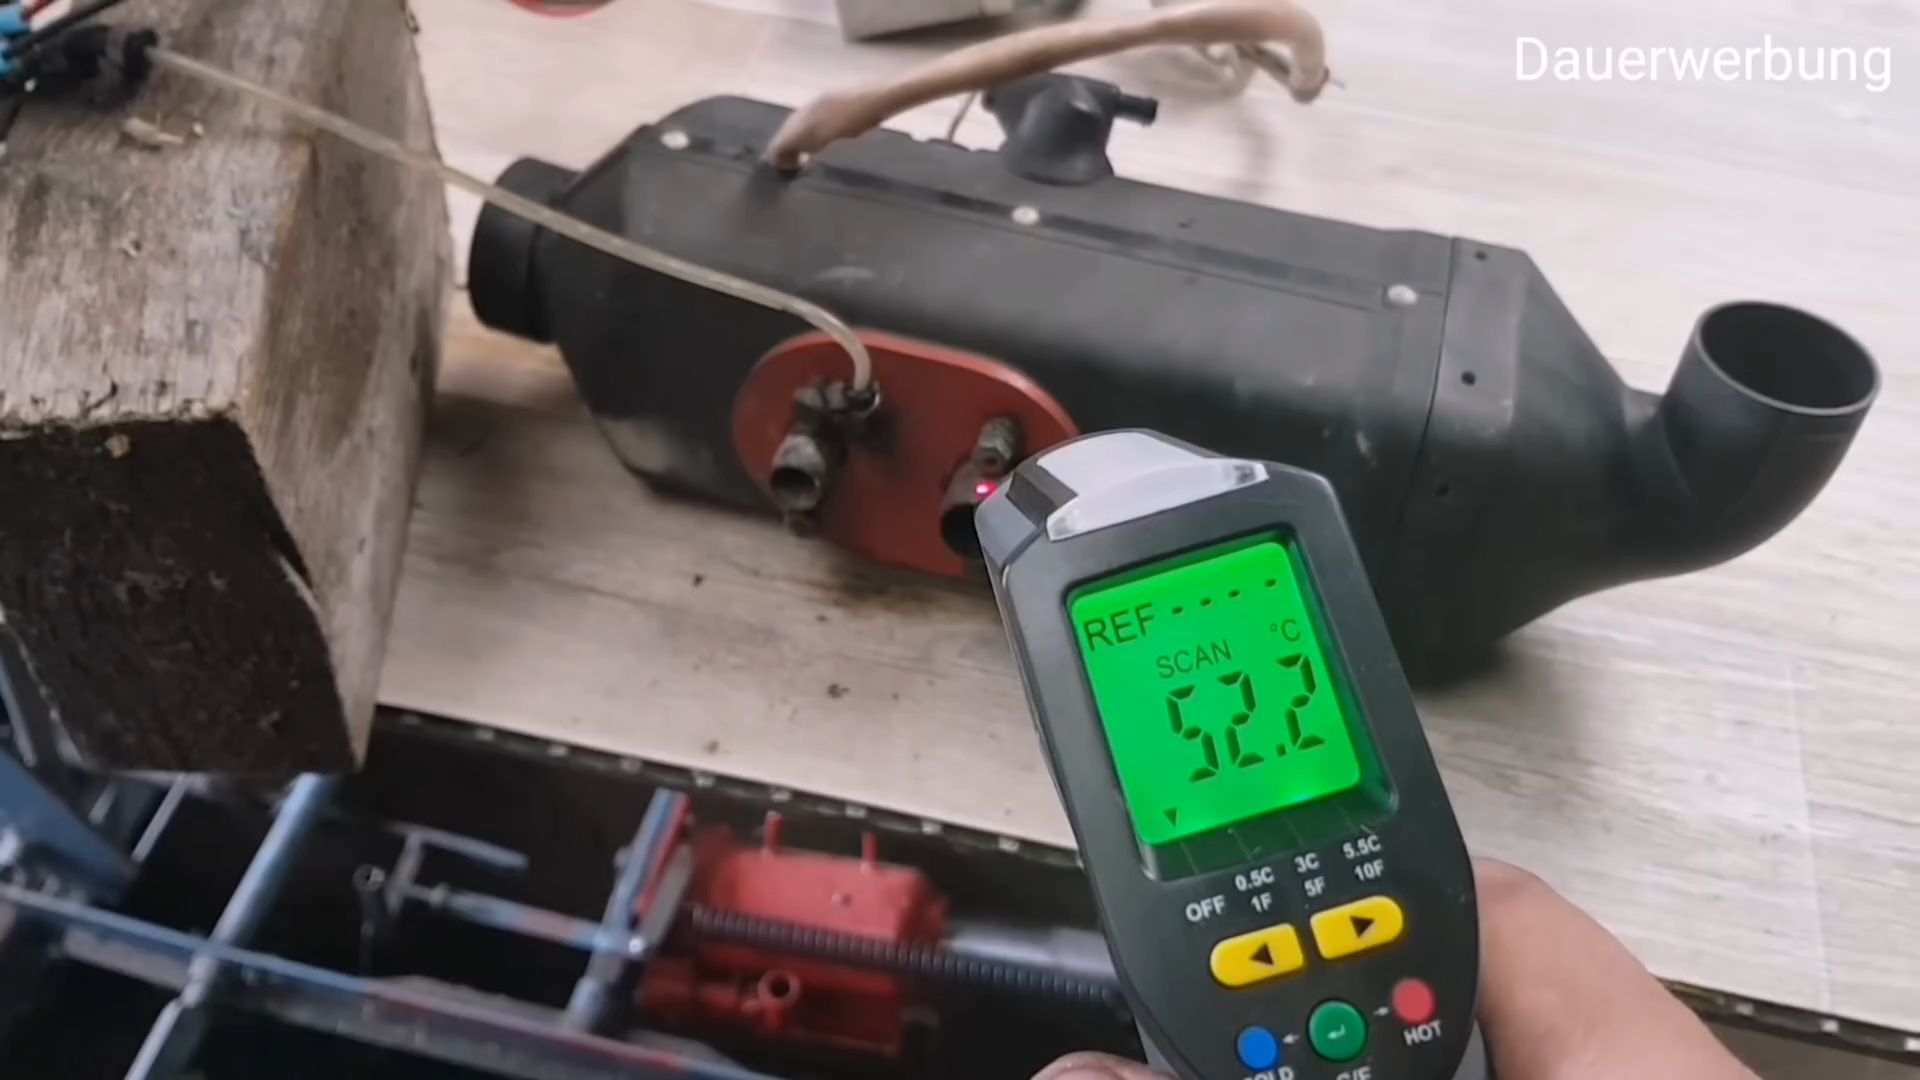 Dauerwerbung
REF ----
°C
SCAN
52.2
OFF 0.5C 3C 5.5C
1F 5F 10F
HOT